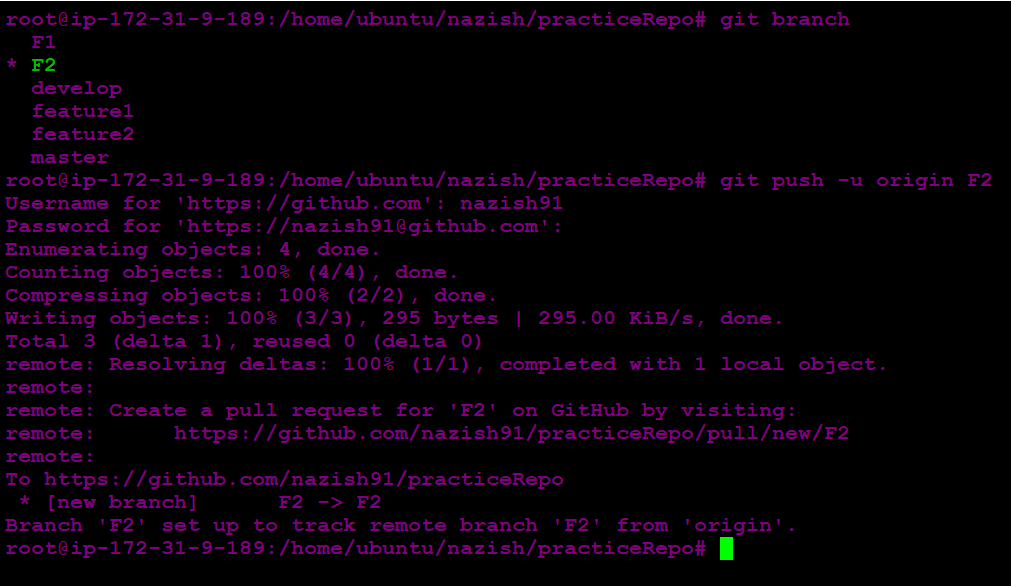 root@ip-172-31-9-189:/home/ubuntu/nazish/practiceRepo# git branch
  F1
* F2
  develop
  feature1
  feature2
  master
root@ip-172-31-9-189:/home/ubuntu/nazish/practiceRepo# git push -u origin F2
Username for 'https://github.com': nazish91
Password for 'https://nazish91@github.com':
Enumerating objects: 4, done.
Counting objects: 100% (4/4), done.
Compressing objects: 100% (2/2), done.
Writing objects: 100% (3/3), 295 bytes | 295.00 KiB/s, done.
Total 3 (delta 1), reused 0 (delta 0)
remote: Resolving deltas: 100% (1/1), completed with 1 local object.
remote:
remote: Create a pull request for 'F2' on GitHub by visiting:
remote:      https://github.com/nazish91/practiceRepo/pull/new/F2
remote:
To https://github.com/nazish91/practiceRepo
 * [new branch]      F2 -> F2
Branch 'F2' set up to track remote branch 'F2' from 'origin'.
root@ip-172-31-9-189:/home/ubuntu/nazish/practiceRepo#